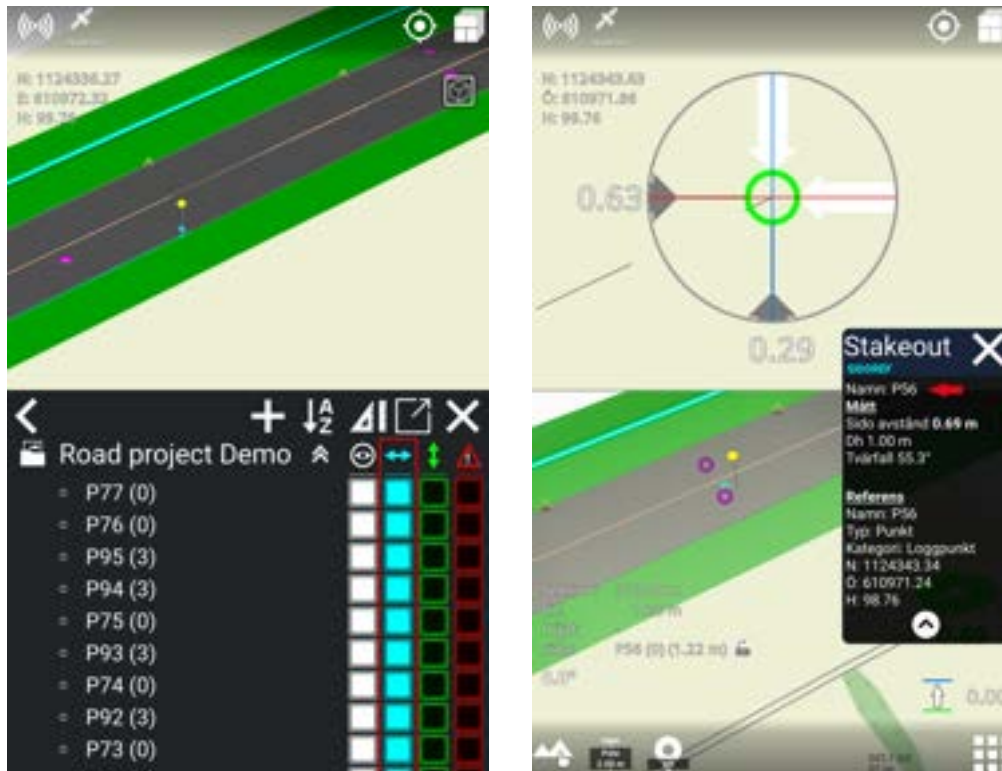 N: 1124336.27
E: 610972.32
H: 99.76
Road project Demo
P77 (0)
P76 (0)
P95 (3)
P94 (3)
P75 (0)
P93 (3)
P74 (0)
P92 (3)
P73 (0)
N: 1124343.63
Ö: 610971.86
H: 99.76
0.63
0.29
Stakeout
Namn: P56
Mått
Sido avstånd 0.69 m
Dh 1.00 m
Tvärfall 55.3°
Referens
Namn: P56
Typ: Punkt
Kategori: Loggpunkt
N: 1124343.34
Ö: 610971.24
H: 98.76
P56 (0) (1.22 m)
0.0°